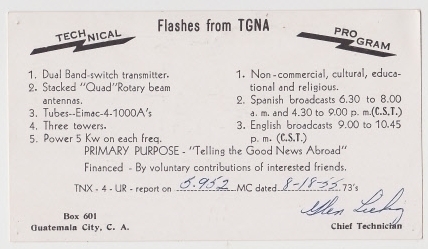 Flashes from TGNA
TECHNICAL
PROGRAM
1. Dual Band-switch transmitter.
2. Stacked "Quad"Rotary beam
antennas.
3. Tubes--Eimac-4-1000A's
4. Three towers.
5. Power 5 Kw on each freq.
1. Non-commercial, cultural, educa-
tional and religious.
2. Spanish broadcasts 6.30 to 8.00
a. m. and 4.30 to 9.00 p. m.(C.S.T.)
3. English broadcasts 9.00 to 10.45
p. m. (C.S.T.)
PRIMARY PURPOSE - "Telling the Good News Abroad"
Financed - By voluntary contributions of interested friends.
TNX - 4 - UR - report on 5.952 MC dated 8-18-55 73's
Box 601
Guatemala City, C. A.
Chief Technician